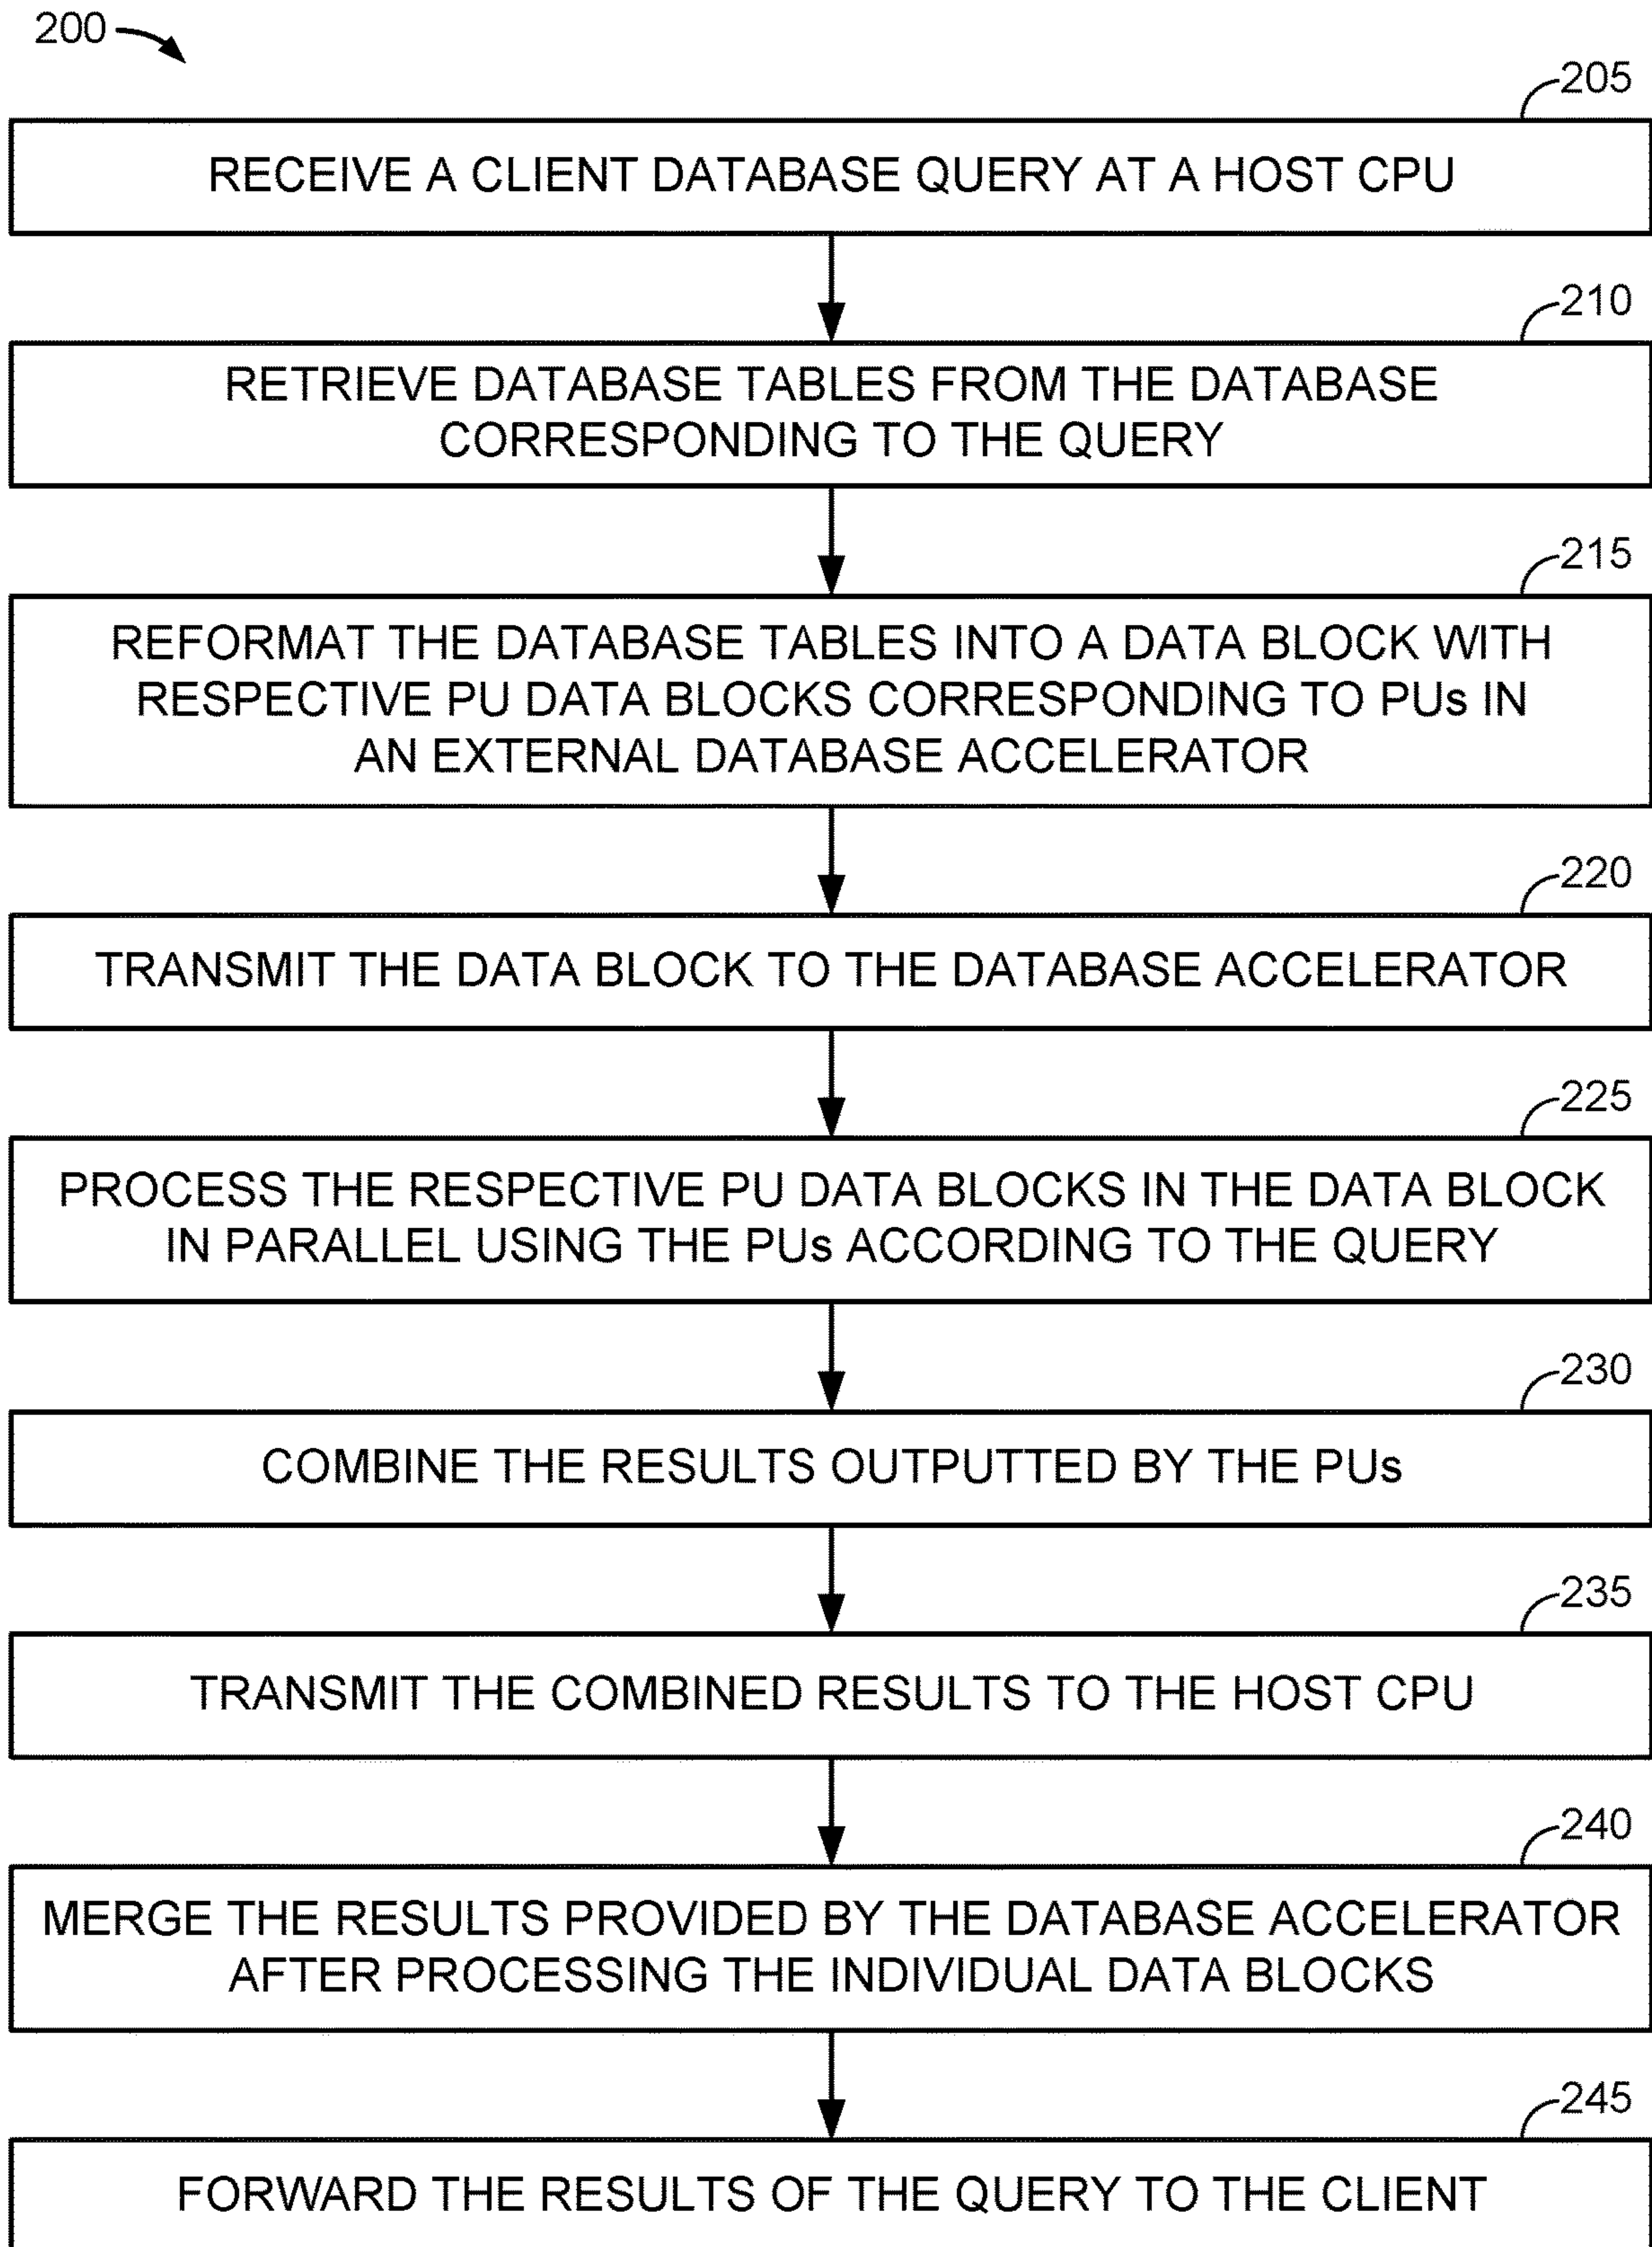 200
205
RECEIVE A CLIENT DATABASE QUERY AT A HOST CPU
210
RETRIEVE DATABASE TABLES FROM THE DATABASE
CORRESPONDING TO THE QUERY
215
REFORMAT THE DATABASE TABLES INTO A DATA BLOCK WITH
RESPECTIVE PU DATA BLOCKS CORRESPONDING TO PUs IN
AN EXTERNAL DATABASE ACCELERATOR
220
TRANSMIT THE DATA BLOCK TO THE DATABASE ACCELERATOR
225
PROCESS THE RESPECTIVE PU DATA BLOCKS IN THE DATA BLOCK
IN PARALLEL USING THE PUs ACCORDING TO THE QUERY
230
COMBINE THE RESULTS OUTPUTTED BY THE PUs
235
TRANSMIT THE COMBINED RESULTS TO THE HOST CPU
240
MERGE THE RESULTS PROVIDED BY THE DATABASE ACCELERATOR
AFTER PROCESSING THE INDIVIDUAL DATA BLOCKS
245
FORWARD THE RESULTS OF THE QUERY TO THE CLIENT